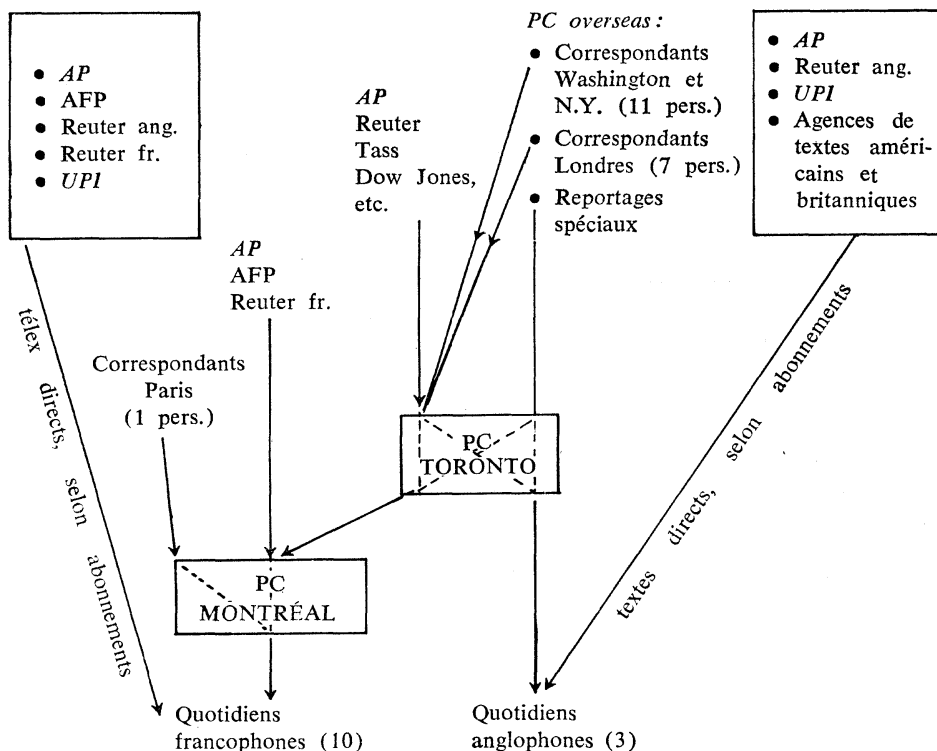 ● AP
● AFP
● Reuter ang.
● Reuter fr.
● UPI
AP
Reuter
Tass
Dow Jones,
etc.
PC overseas :
● Correspondants
Washington et
N.Y. (11 pers.)
● Correspondants
Londres (7 pers.)
● Reportages
spéciaux
● AP
● Reuter ang.
● UPI
● Agences de
textes améri-
cains et
britanniques
AP
AFP
Reuter fr.
Correspondants
Paris
(1 pers.)
télex directs, selon abonnements
textes directs, selon abonnements
PC
TORONTO
PC
MONTRÉAL
Quotidiens
francophones (10)
Quotidiens
anglophones (3)